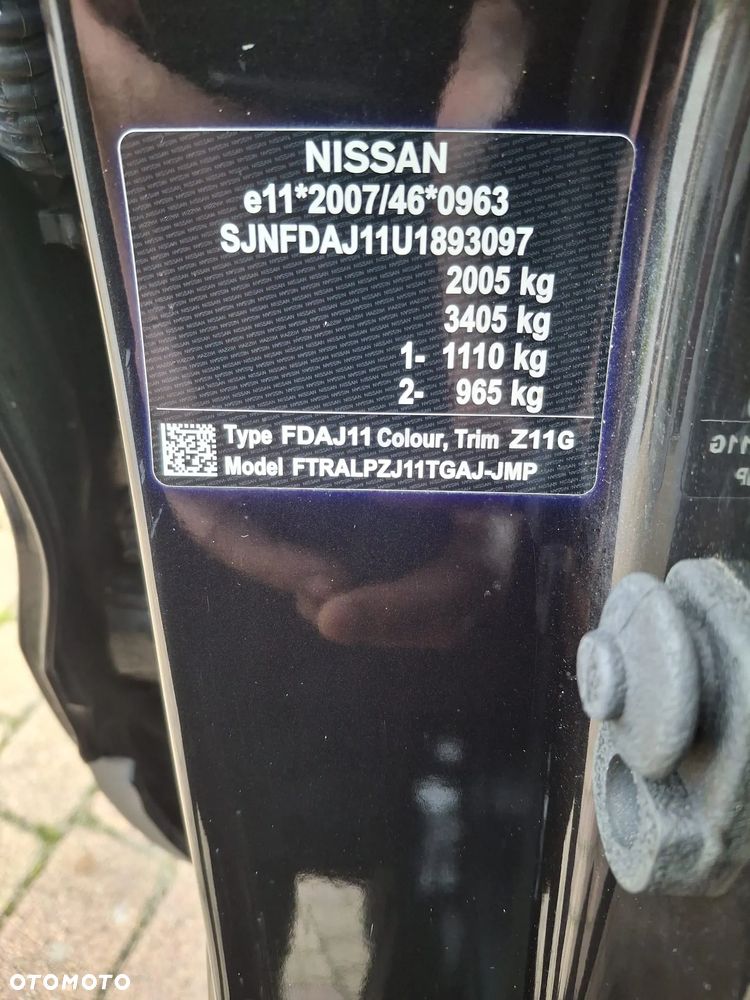 NISSAN
e11*2007/46*0963
SJNFDAJ11U1893097
2005 kg
3405 kg
1- 1110 kg
2- 965 kg
Type FDAJ11 Colour, Trim Z11G
Model FTRALPZJ11TGAJ-JMP
OTOMOTO